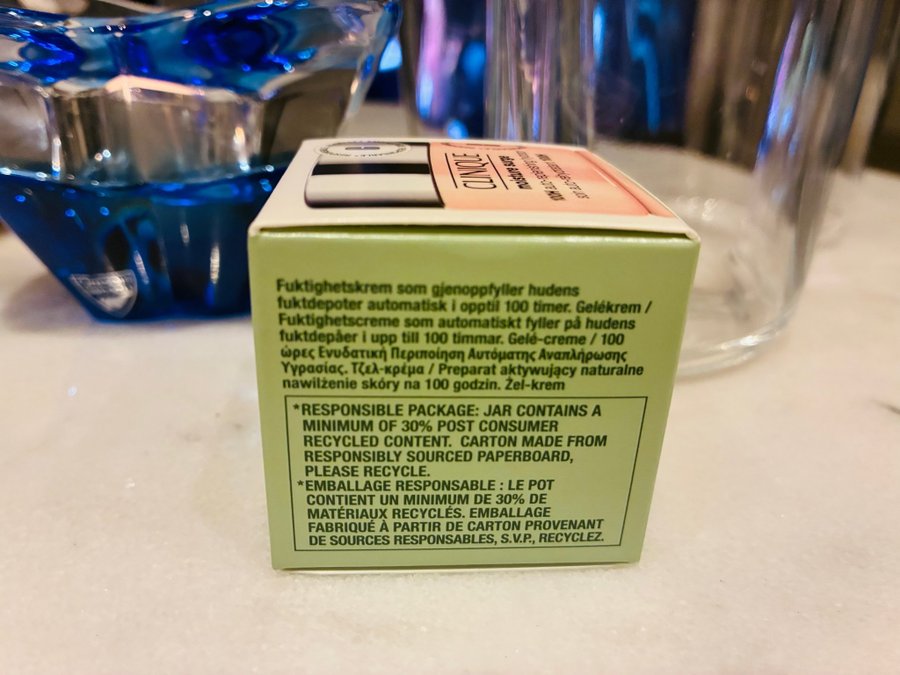 CLINIQUE
moisture surge
100H
Fuktighetskrem som gjenoppfyller hudens
fuktdepoter automatisk i opptil 100 timer. Gelékrem /
Fuktighetscreme som automatiskt fyller på hudens
fuktdepåer i upp till 100 timmar. Gelé-creme / 100
ώρες Ενυδατική Περιποίηση Αυτόματης Αναπλήρωσης
Υγρασίας. Τζελ-κρέμα / Preparat aktywujący naturalne
nawilżenie skóry na 100 godzin. Żel-krem
*RESPONSIBLE PACKAGE: JAR CONTAINS A
MINIMUM OF 30% POST CONSUMER
RECYCLED CONTENT. CARTON MADE FROM
RESPONSIBLY SOURCED PAPERBOARD,
PLEASE RECYCLE.
*EMBALLAGE RESPONSABLE : LE POT
CONTIENT UN MINIMUM DE 30% DE
MATÉRIAUX RECYCLÉS. EMBALLAGE
FABRIQUÉ À PARTIR DE CARTON PROVENANT
DE SOURCES RESPONSABLES, S.V.P., RECYCLEZ.